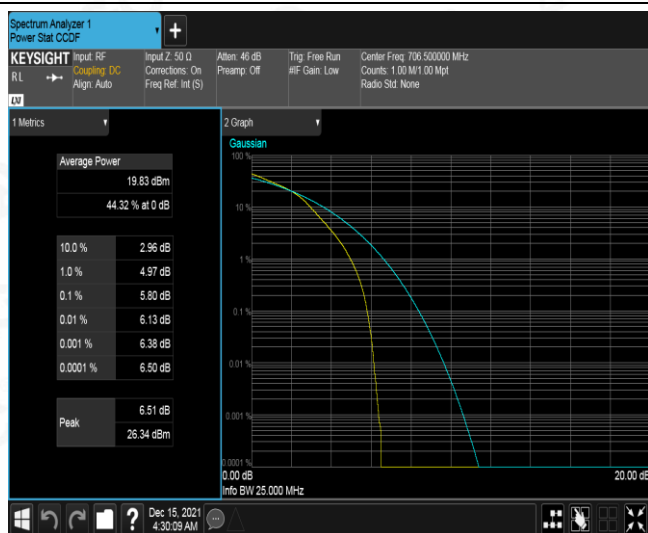 Spectrum Analyzer 1
Power Stat CCDF
+
KEYSIGHT
RL
LXI
Input: RF
Coupling: DC
Align: Auto
Input Z: 50 Ω
Corrections: On
Freq Ref: Int (S)
Atten: 46 dB
Preamp: Off
Trig: Free Run
#IF Gain: Low
Center Freq: 706.500000 MHz
Counts: 1.00 M/1.00 Mpt
Radio Std: None
1 Metrics
Average Power
19.83 dBm
44.32 % at 0 dB
10.0 % 2.96 dB
1.0 % 4.97 dB
0.1 % 5.80 dB
0.01 % 6.13 dB
0.001 % 6.38 dB
0.0001 % 6.50 dB
Peak
6.51 dB
26.34 dBm
2 Graph
Gaussian
100 %
10 %
1 %
0.1 %
0.01 %
0.001 %
0.0001 %
0.00 dB 20.00 dB
Info BW 25.000 MHz
?
Dec 15, 2021
4:30:09 AM